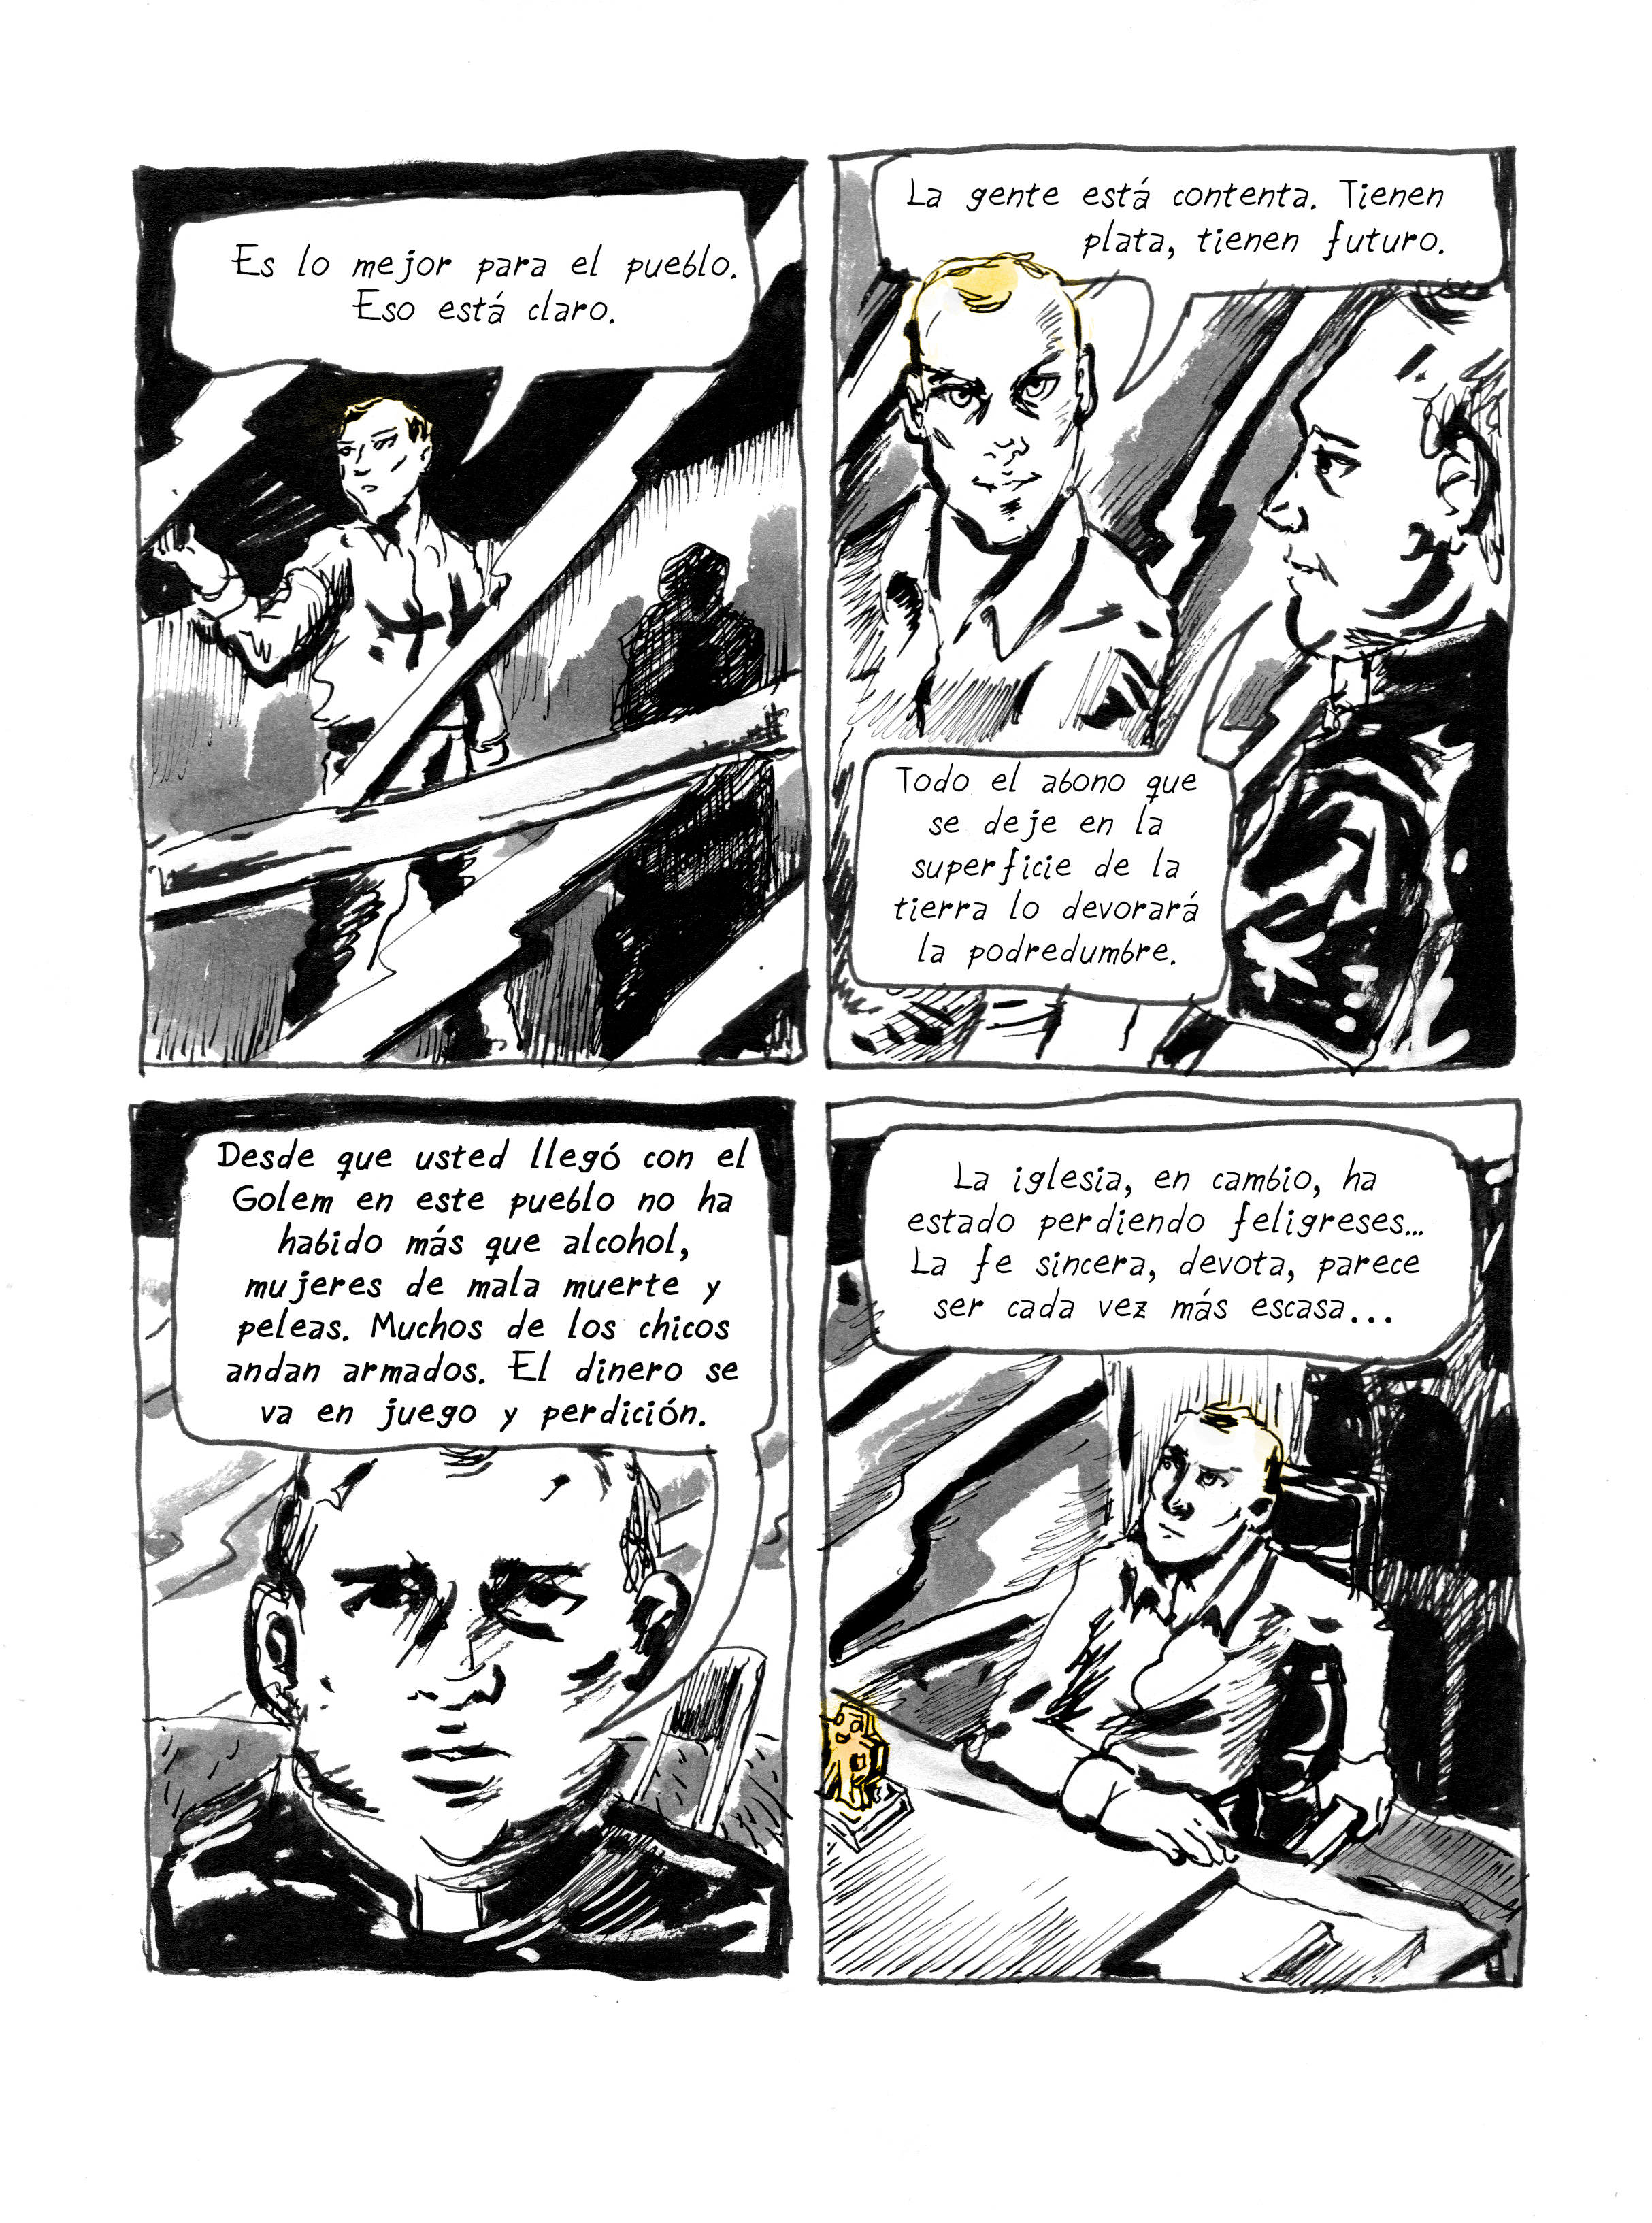 Es lo mejor para el pueblo.
Eso está claro.
La gente está contenta. Tienen
plata, tienen futuro.
Todo el abono que
se deje en la
superficie de la
tierra lo devorará
la podredumbre.
Desde que usted llegó con el
Golem en este pueblo no ha
habido más que alcohol,
mujeres de mala muerte y
peleas. Muchos de los chicos
andan armados. El dinero se
va en juego y perdición.
La iglesia, en cambio, ha
estado perdiendo feligreses...
La fe sincera, devota, parece
ser cada vez más escasa...